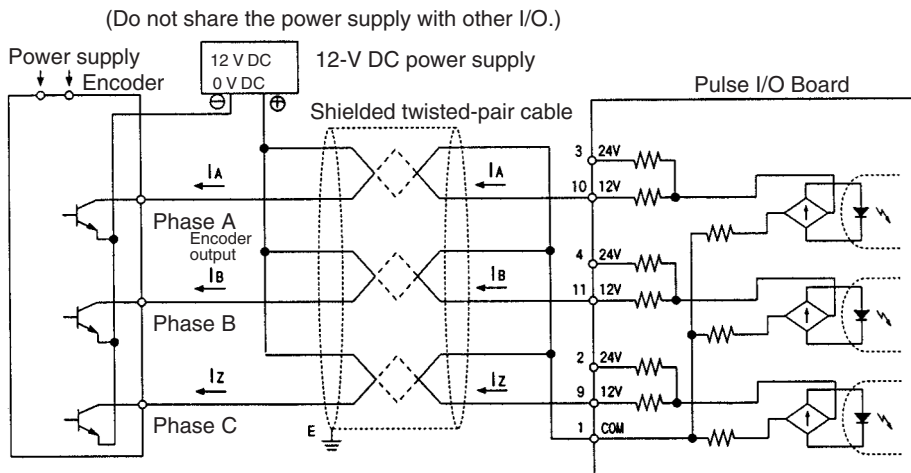 (Do not share the power supply with other I/O.)
Power supply
Encoder
12 V DC
0 V DC
12-V DC power supply
⊖
⊕
Shielded twisted-pair cable
Pulse I/O Board
3
24V
IA
IA
10
12V
Phase A
Encoder
output
4
24V
IB
IB
11
12V
Phase B
2
24V
IZ
IZ
9
12V
Phase C
E
1
COM